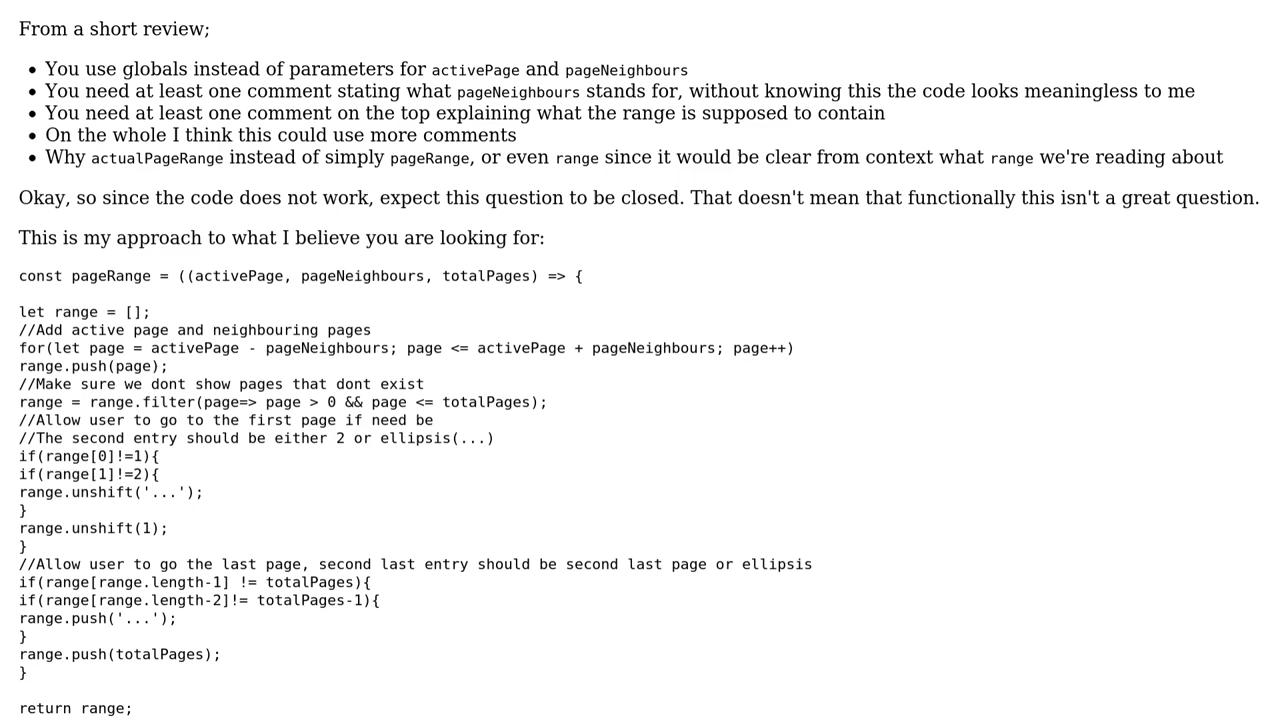 From a short review;
• You use globals instead of parameters for activePage and pageNeighbours
• You need at least one comment stating what pageNeighbours stands for, without knowing this the code looks meaningless to me
• You need at least one comment on the top explaining what the range is supposed to contain
• On the whole I think this could use more comments
• Why actualPageRange instead of simply pageRange, or even range since it would be clear from context what range we're reading about
Okay, so since the code does not work, expect this question to be closed. That doesn't mean that functionally this isn't a great question.
This is my approach to what I believe you are looking for:
const pageRange = ((activePage, pageNeighbours, totalPages) => {
let range = [];
//Add active page and neighbouring pages
for(let page = activePage - pageNeighbours; page <= activePage + pageNeighbours; page++)
range.push(page);
//Make sure we dont show pages that dont exist
range = range.filter(page=> page > 0 && page <= totalPages);
//Allow user to go to the first page if need be
//The second entry should be either 2 or ellipsis(...)
if(range[0]!=1){
if(range[1]!=2){
range.unshift('...');
}
range.unshift(1);
}
//Allow user to go the last page, second last entry should be second last page or ellipsis
if(range[range.length-1] != totalPages){
if(range[range.length-2]!= totalPages-1){
range.push('...');
}
range.push(totalPages);
}
return range;